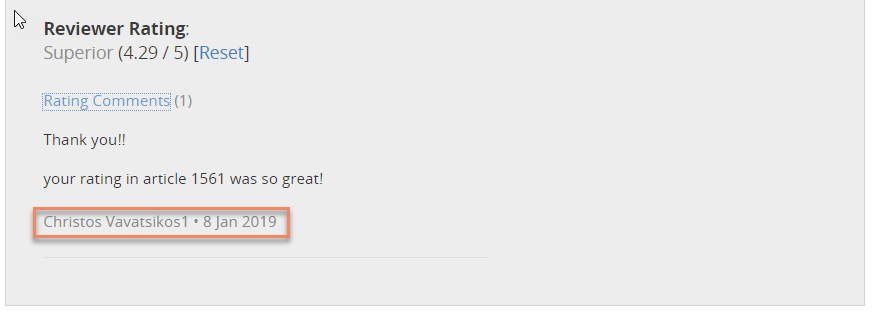 Reviewer Rating:
Superior (4.29 / 5) [Reset]
Rating Comments (1)
Thank you!!
your rating in article 1561 was so great!
Christos Vavatsikos1 • 8 Jan 2019